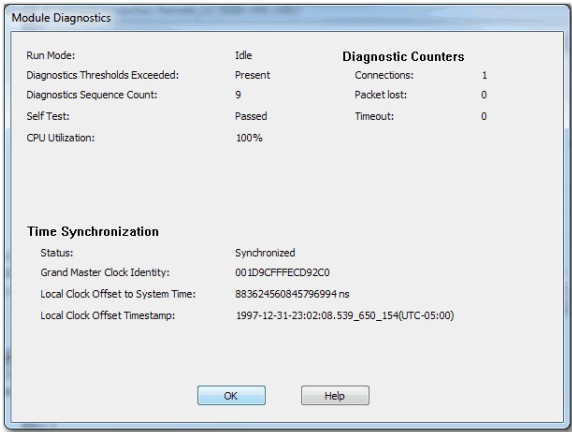 Module Diagnostics
Run Mode: Idle
Diagnostics Thresholds Exceeded: Present
Diagnostics Sequence Count: 9
Self Test: Passed
CPU Utilization: 100%
Diagnostic Counters
Connections: 1
Packet lost: 0
Timeout: 0
Time Synchronization
Status: Synchronized
Grand Master Clock Identity: 001D9CFFFECD92C0
Local Clock Offset to System Time: 883624560845796994 ns
Local Clock Offset Timestamp: 1997-12-31-23:02:08.539_650_154(UTC-05:00)
OK Help